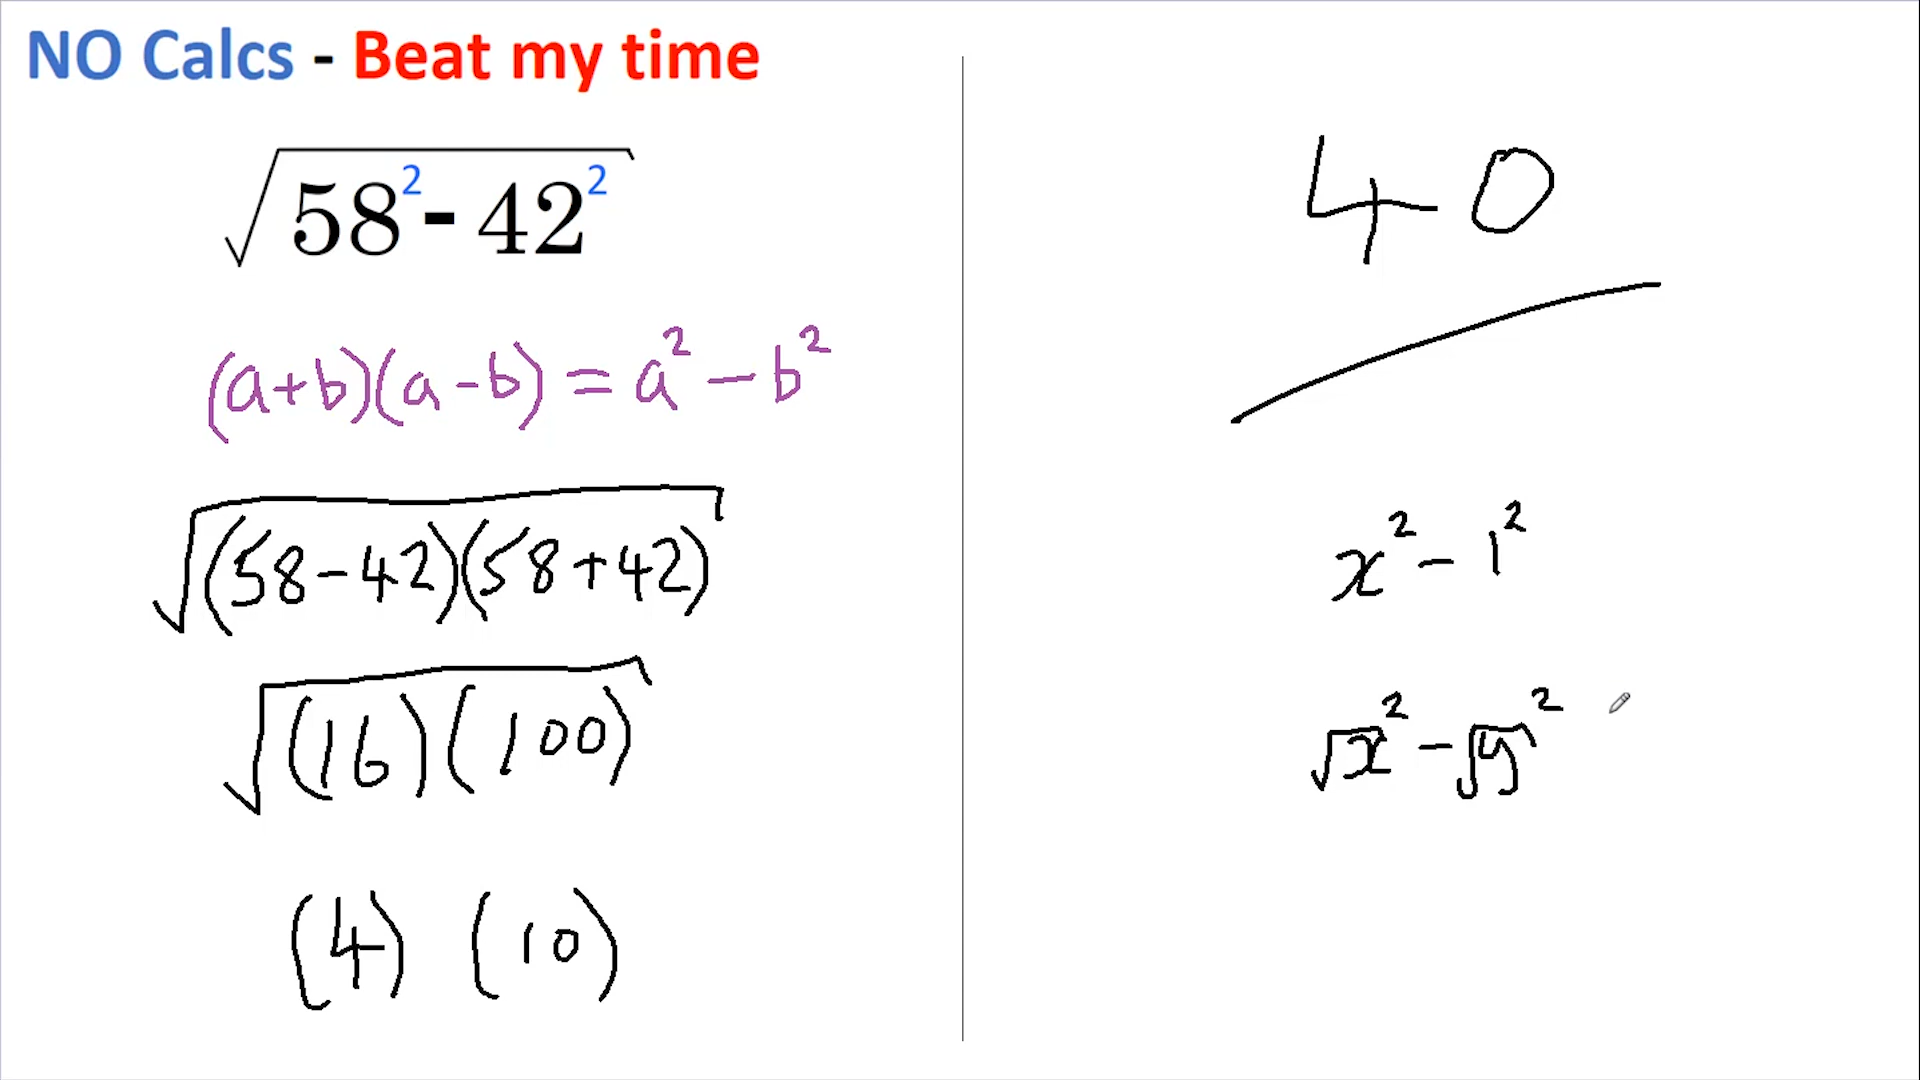 NO Calcs - Beat my time
√58² - 42²
(a+b)(a-b) = a² - b²
√(58-42)(58+42)
√(16)(100)
(4) (10)
40
x² - 1²
√x² - √y²